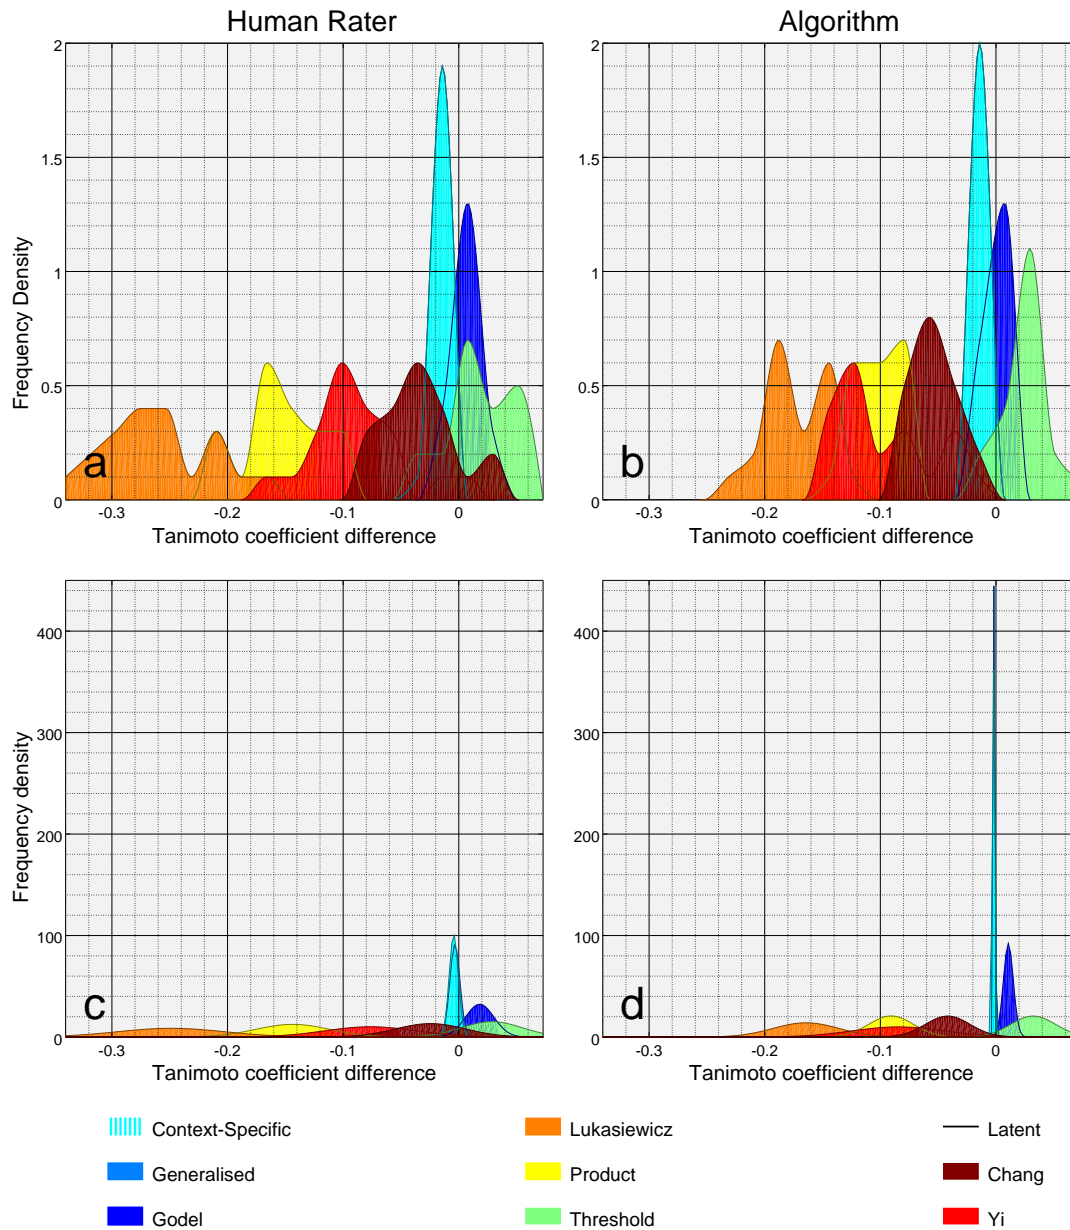 Human Rater
Algorithm
2
1.5
1
0.5
0
Frequency Density
a
-0.3 -0.2 -0.1 0
Tanimoto coefficient difference
2
1.5
1
0.5
0
b
-0.3 -0.2 -0.1 0
Tanimoto coefficient difference
400
300
200
100
0
Frequency density
c
-0.3 -0.2 -0.1 0
Tanimoto coefficient difference
400
300
200
100
0
d
-0.3 -0.2 -0.1 0
Tanimoto coefficient difference
Context-Specific
Lukasiewicz
Latent
Generalised
Product
Chang
Godel
Threshold
Yi